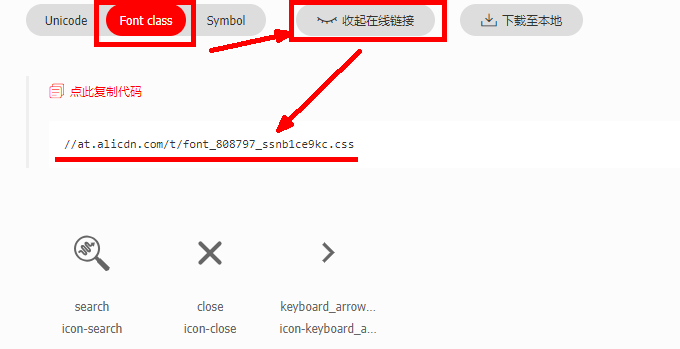 Unicode Font class Symbol 收起在线链接 下载至本地
点此复制代码
//at.alicdn.com/t/font_808797_ssnb1ce9kc.css
search close keyboard_arrow...
icon-search icon-close icon-keyboard_a...